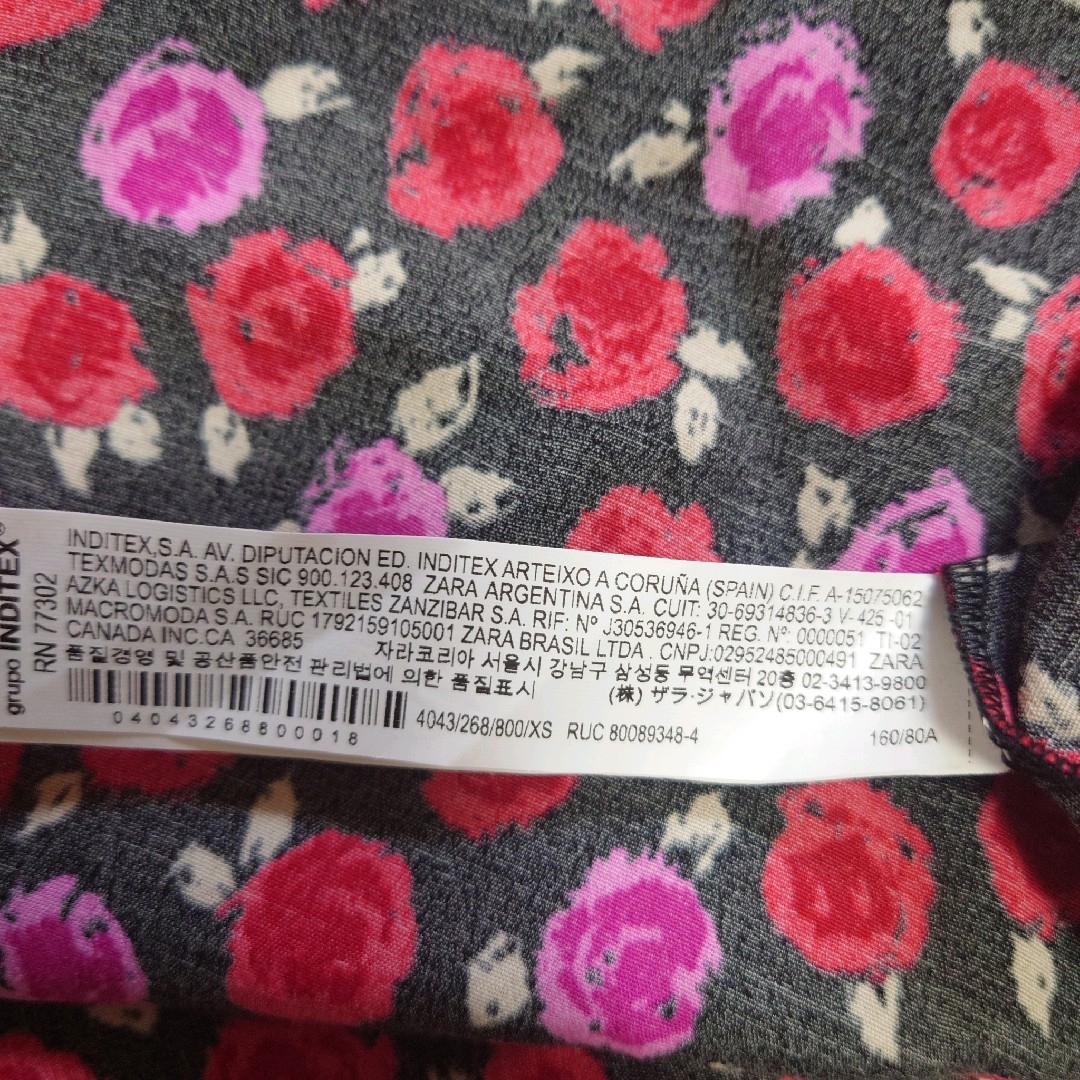 grupo INDITEX®
RN 77302
INDITEX,S.A. AV. DIPUTACION ED. INDITEX ARTEIXO A CORUÑA (SPAIN) C.I.F. A-15075062
TEXMODAS S.A.S SIC 900.123.408 ZARA ARGENTINA S.A. CUIT: 30-69314836-3 V-425-01
AZKA LOGISTICS LLC, TEXTILES ZANZIBAR S.A. RIF: Nº J30536946-1 REG. Nº: 0000051 TI-02
MACROMODA S.A. RUC 1792159105001 ZARA BRASIL LTDA . CNPJ:02952485000491 ZARA
CANADA INC.CA 36685 자라코리아 서울시 강남구 삼성동 무역센터 20층 02-3413-9800
품질경영 및 공산품안전 관리법에 의한 품질표시 (株) ザラ・ジャパン(03-6415-8061)
04043268800018 4043/268/800/XS RUC 80089348-4 160/80A